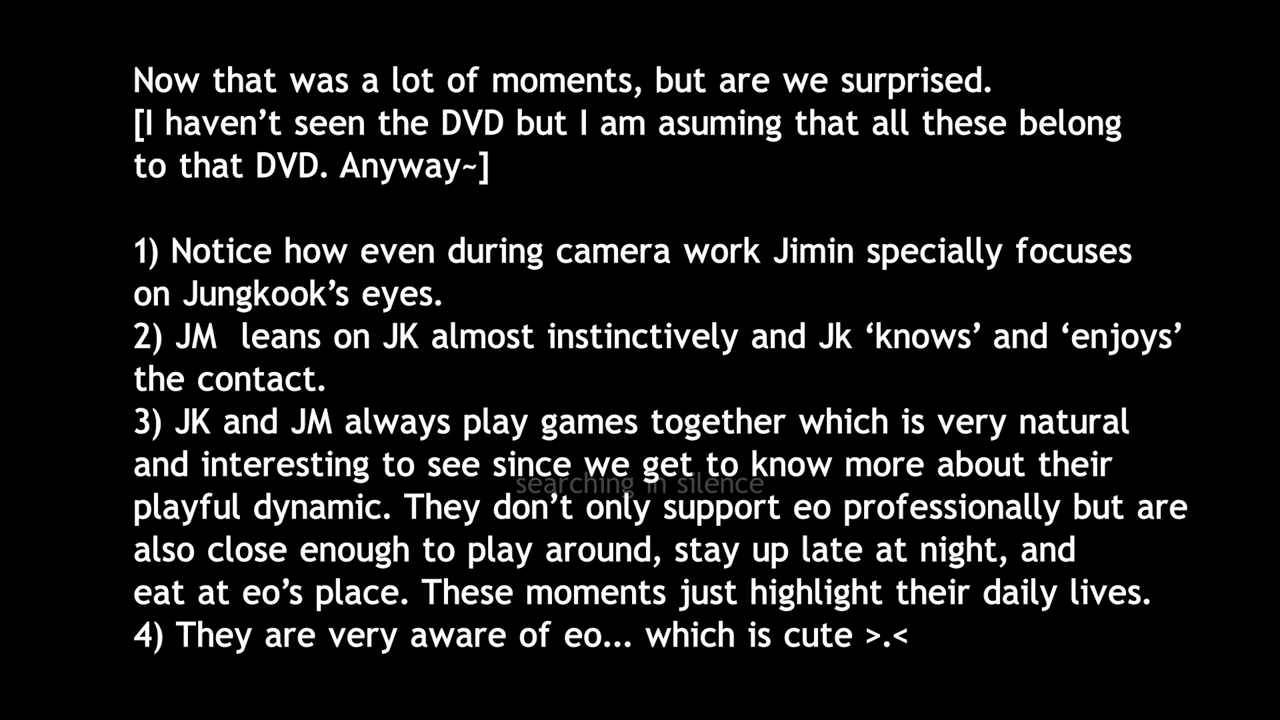 Now that was a lot of moments, but are we surprised.
[I haven’t seen the DVD but I am asuming that all these belong
to that DVD. Anyway~]
1) Notice how even during camera work Jimin specially focuses
on Jungkook’s eyes.
2) JM  leans on JK almost instinctively and Jk ‘knows’ and ‘enjoys’
the contact.
3) JK and JM always play games together which is very natural
and interesting to see since we get to know more about their
searching in silence
playful dynamic. They don’t only support eo professionally but are
also close enough to play around, stay up late at night, and
eat at eo’s place. These moments just highlight their daily lives.
4) They are very aware of eo... which is cute >.<